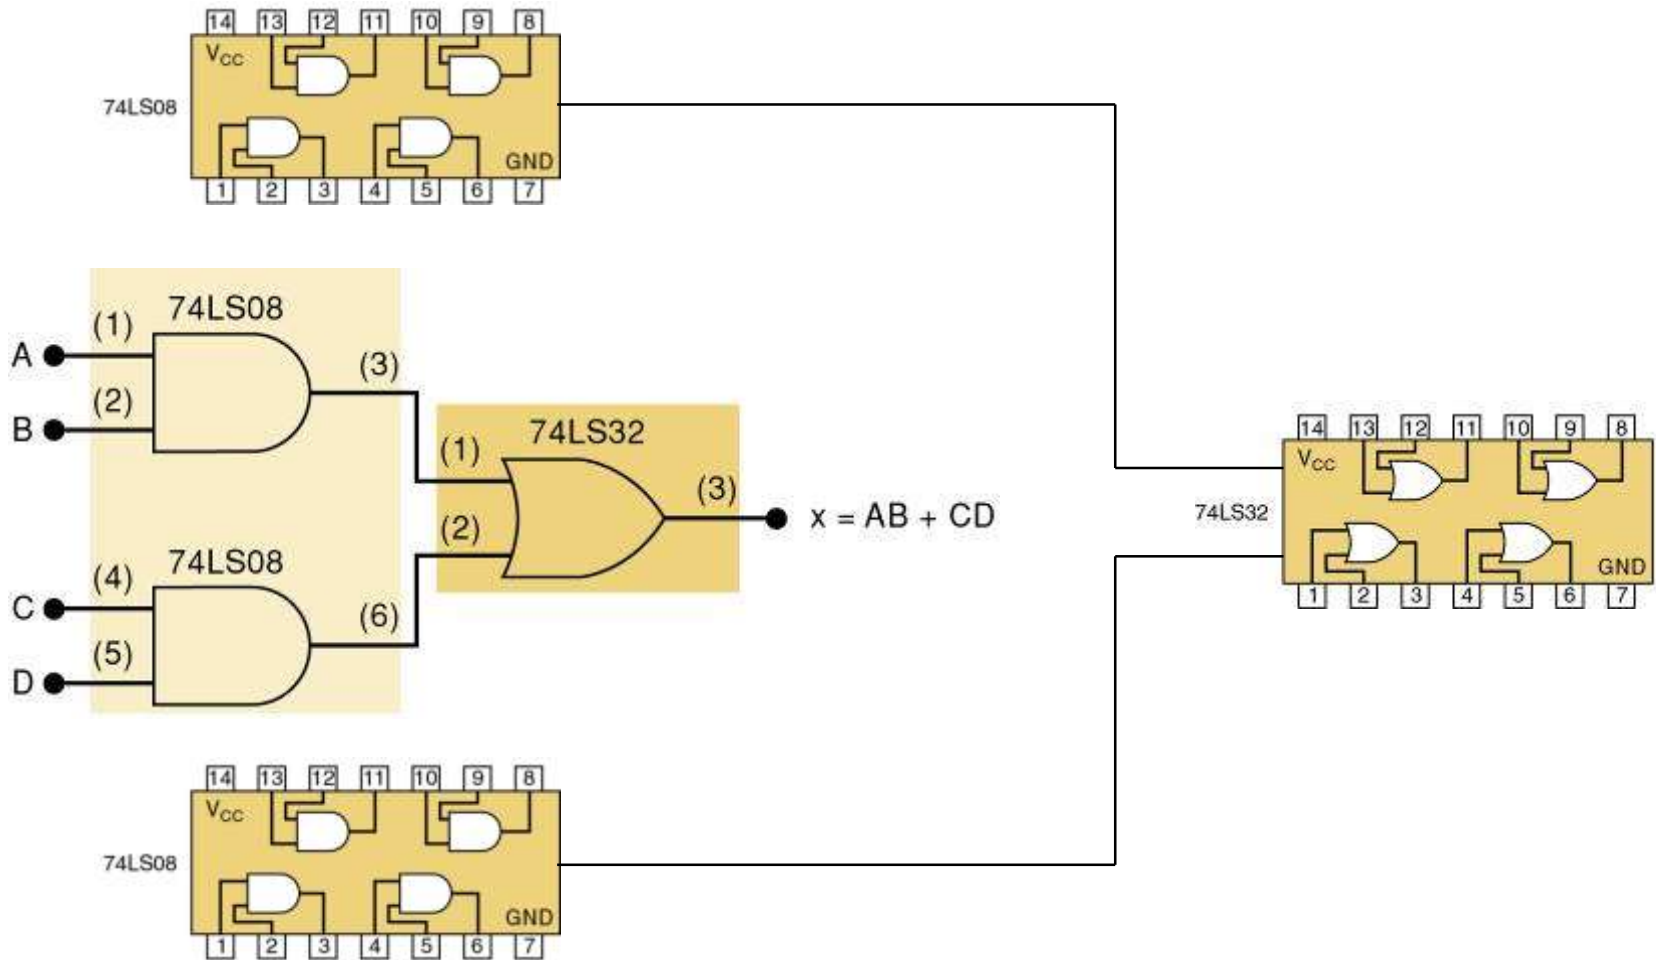 14 13 12 11 10 9 8
VCC
74LS08
GND
1 2 3 4 5 6 7
74LS08
(1)
A
(3)
(2)
B
74LS32
(1)
(3)
x = AB + CD
(2)
74LS08
(4)
C
(6)
(5)
D
14 13 12 11 10 9 8
VCC
74LS32
GND
1 2 3 4 5 6 7
14 13 12 11 10 9 8
VCC
74LS08
GND
1 2 3 4 5 6 7